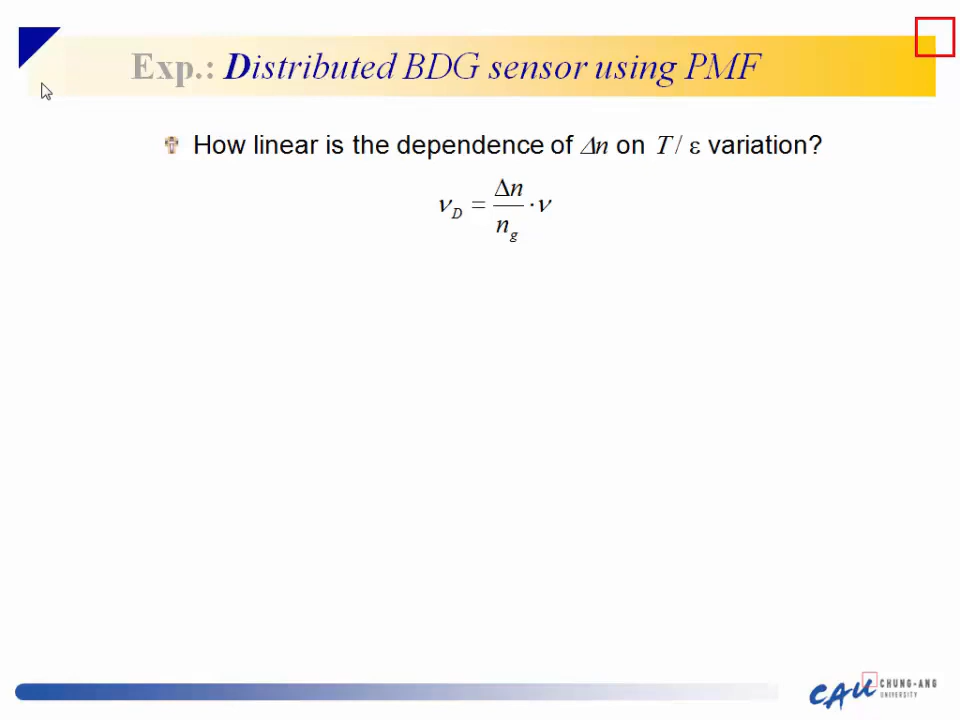 Exp.: Distributed BDG sensor using PMF
How linear is the dependence of Δn on T / ε variation?
ν_D = Δn / n_g · ν
CAU CHUNG-ANG
UNIVERSITY